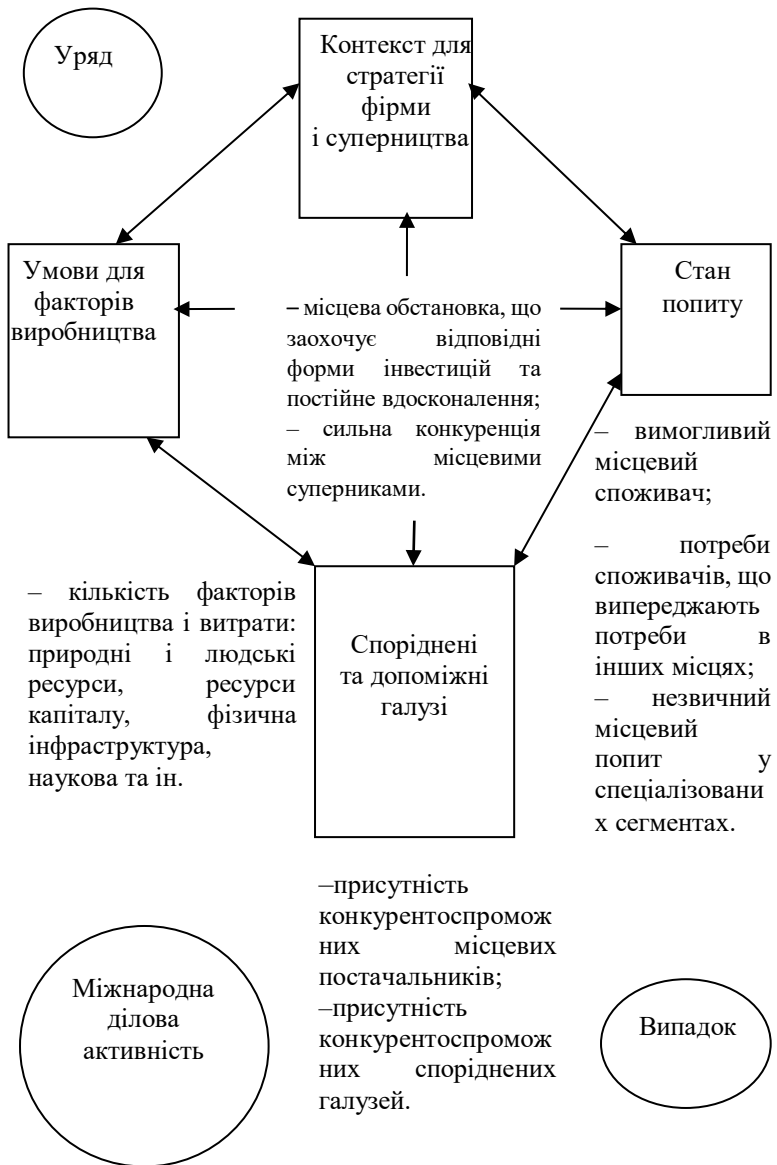 Уряд
Контекст для
стратегії
фірми
і суперництва
Умови для
факторів
виробництва
– місцева обстановка, що
заохочує відповідні
форми інвестицій та
постійне вдосконалення;
– сильна конкуренція
між місцевими
суперниками.
Стан
попиту
– вимогливий
місцевий
споживач;
– потреби
споживачів, що
випереджають
потреби в
інших місцях;
– незвичний
місцевий
попит у
спеціалізовани
х сегментах.
– кількість факторів
виробництва і витрати:
природні і людські
ресурси, ресурси
капіталу, фізична
інфраструктура,
наукова та ін.
Споріднені
та допоміжні
галузі
–присутність
конкурентоспромож
них місцевих
постачальників;
–присутність
конкурентоспромож
них споріднених
галузей.
Міжнародна
ділова
активність
Випадок